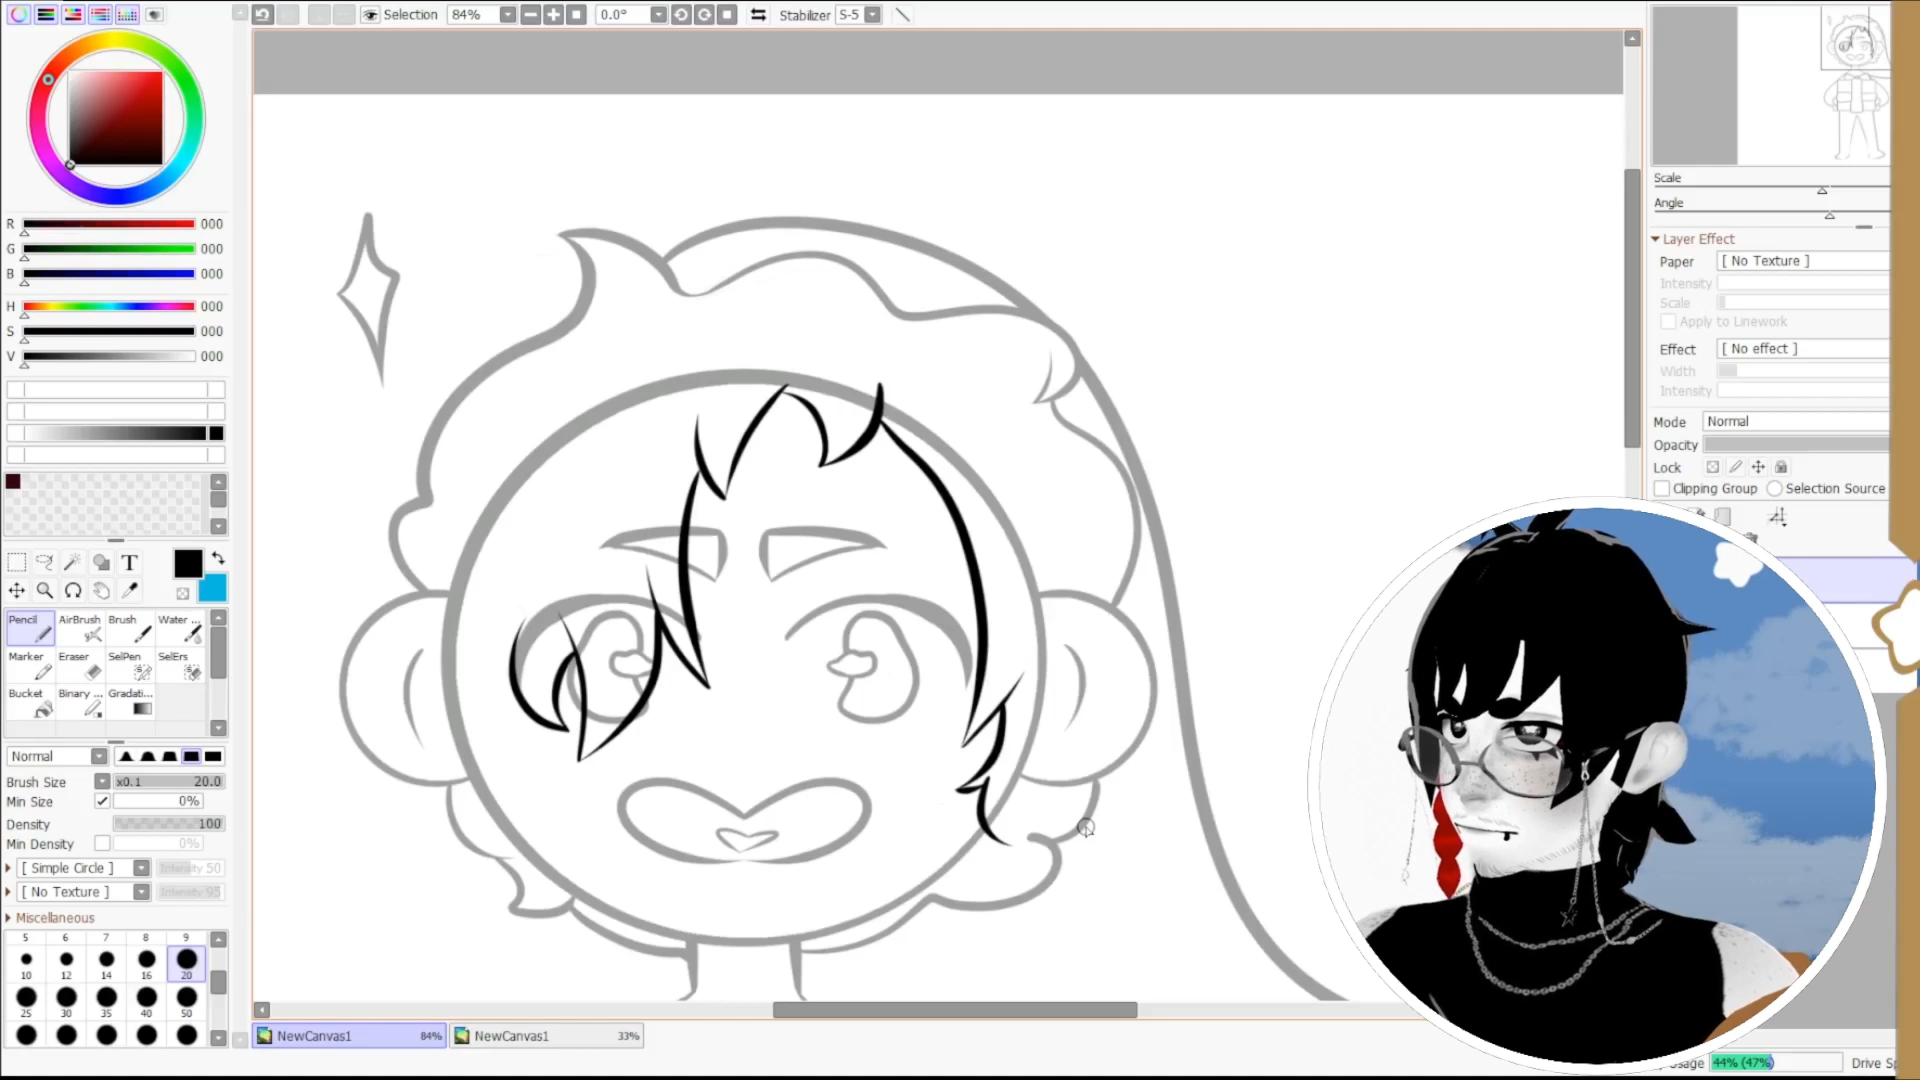 Selection 84% 0.0° Stabilizer S-5
R 000
G 000
B 000
H 000
S 000
V 000
T
Pencil AirBrush Brush Water ...
Marker Eraser SelPen SelErs
Bucket Binary ... Gradati...
Normal
Brush Size x0.1 20.0
Min Size 0%
Density 100
Min Density 0%
[ Simple Circle ] Intensity 50
[ No Texture ] Intensity 95
Miscellaneous
5 6 7 8 9
10 12 14 16 20
25 30 35 40 50
NewCanvas1 84% NewCanvas1 33%
Scale
Angle
Layer Effect
Paper [ No Texture ]
Intensity
Scale
Apply to Linework
Effect [ No effect ]
Width
Intensity
Mode Normal
Opacity
Lock
Clipping Group Selection Source
44% (47%)